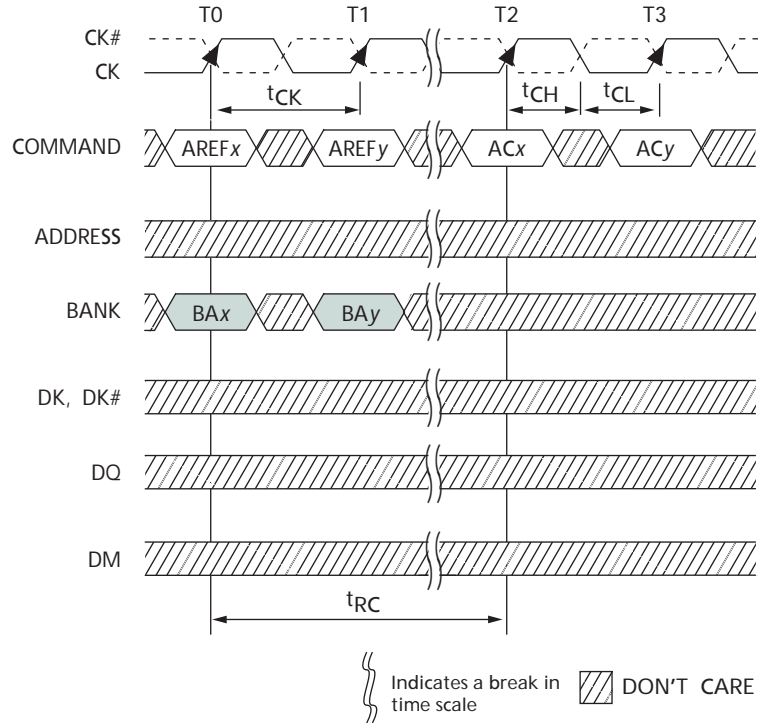 T0 T1 T2 T3
CK#
CK
tCK tCH tCL
COMMAND AREFx AREFy ACx ACy
ADDRESS
BANK BAx BAy
DK, DK#
DQ
DM
tRC
Indicates a break in
time scale
DON'T CARE